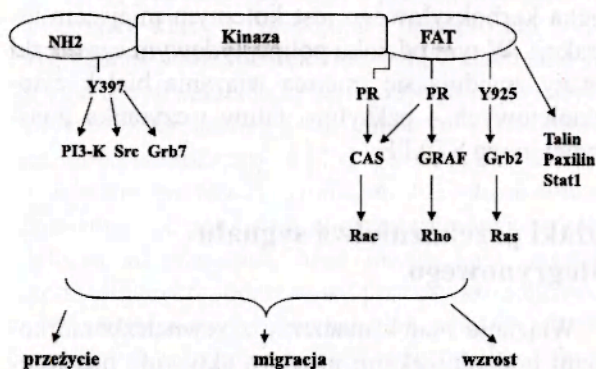 NH2 Kinaza FAT
Y397 PR PR Y925
PI3-K Src Grb7 CAS GRAF Grb2
Talin
Paxilin
Stat1
Rac Rho Ras
przeżycie migracja wzrost